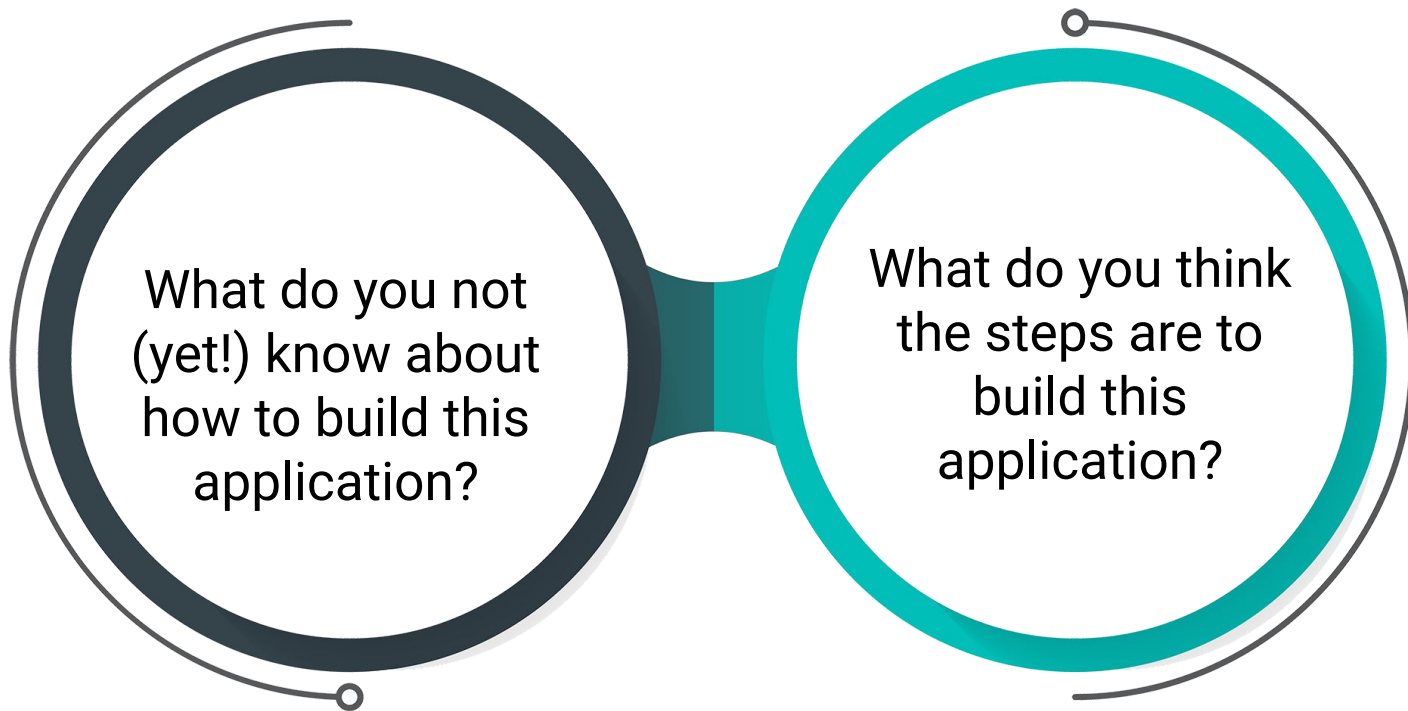 What do you not
(yet!) know about
how to build this
application?
What do you think
the steps are to
build this
application?